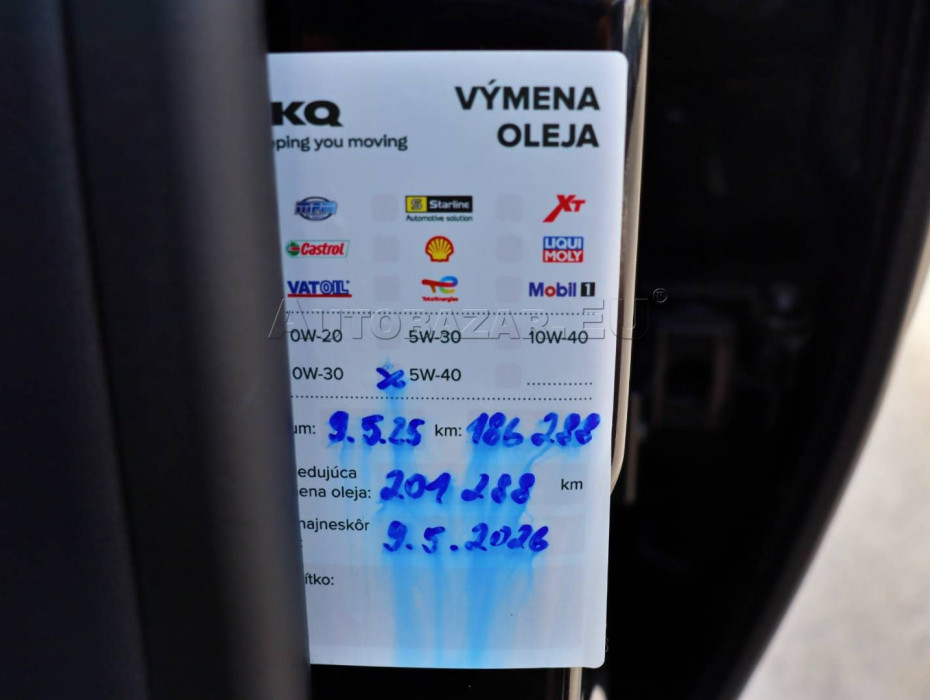 KQ
VÝMENA
OLEJA
ping you moving
Starline XT
Automotive solution
Castrol LIQUI MOLY
VATOIL TotalEnergies Mobil 1
AUTOBAZAR.EU®
0W-20 5W-30 10W-40
0W-30 x 5W-40
um: 9.5.25 km: 186 288
edujúca
ena oleja: 201 288 km
najneskôr
: 9.5.2026
ítko: